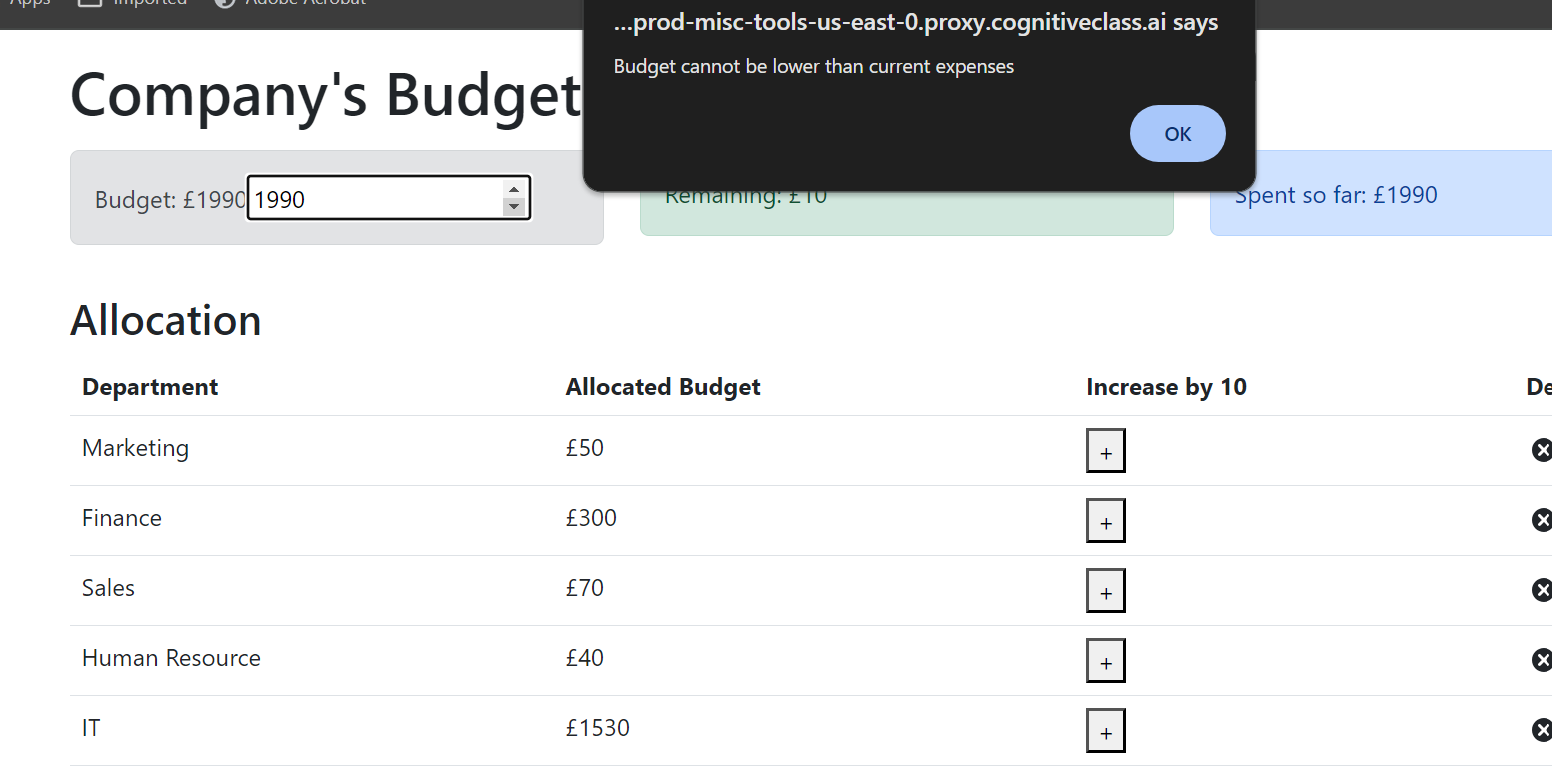 Apps Imported Adobe Acrobat
...prod-misc-tools-us-east-0.proxy.cognitiveclass.ai says
Budget cannot be lower than current expenses
OK
Company's Budget
Budget: £1990 1990
Remaining: £10
Spent so far: £1990
Allocation
Department Allocated Budget Increase by 10 De
Marketing £50 +
Finance £300 +
Sales £70 +
Human Resource £40 +
IT £1530 +